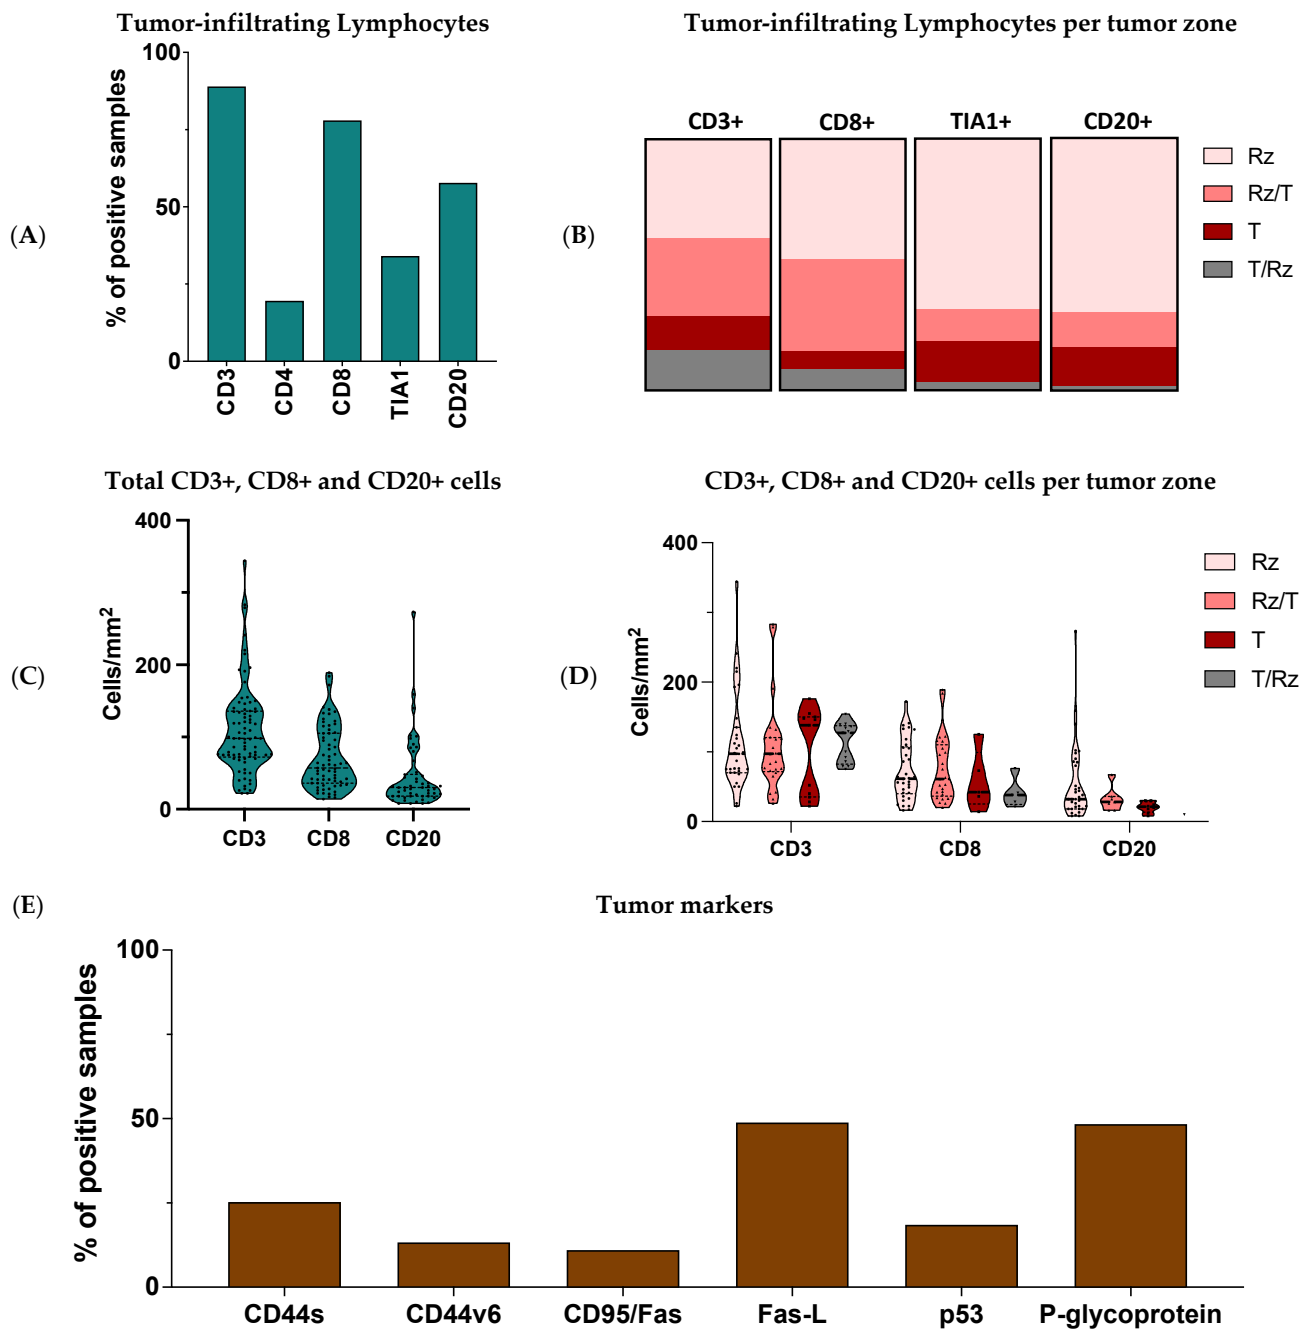 Tumor-infiltrating Lymphocytes
(A)
% of positive samples
100
50
0
CD3
CD4
CD8
TIA1
CD20
Tumor-infiltrating Lymphocytes per tumor zone
(B)
CD3+ CD8+ TIA1+ CD20+
Rz
Rz/T
T
T/Rz
Total CD3+, CD8+ and CD20+ cells
(C)
Cells/mm²
400
200
0
CD3 CD8 CD20
CD3+, CD8+ and CD20+ cells per tumor zone
(D)
Cells/mm²
400
200
0
CD3 CD8 CD20
Rz
Rz/T
T
T/Rz
(E)
Tumor markers
% of positive samples
100
50
0
CD44s CD44v6 CD95/Fas Fas-L p53 P-glycoprotein